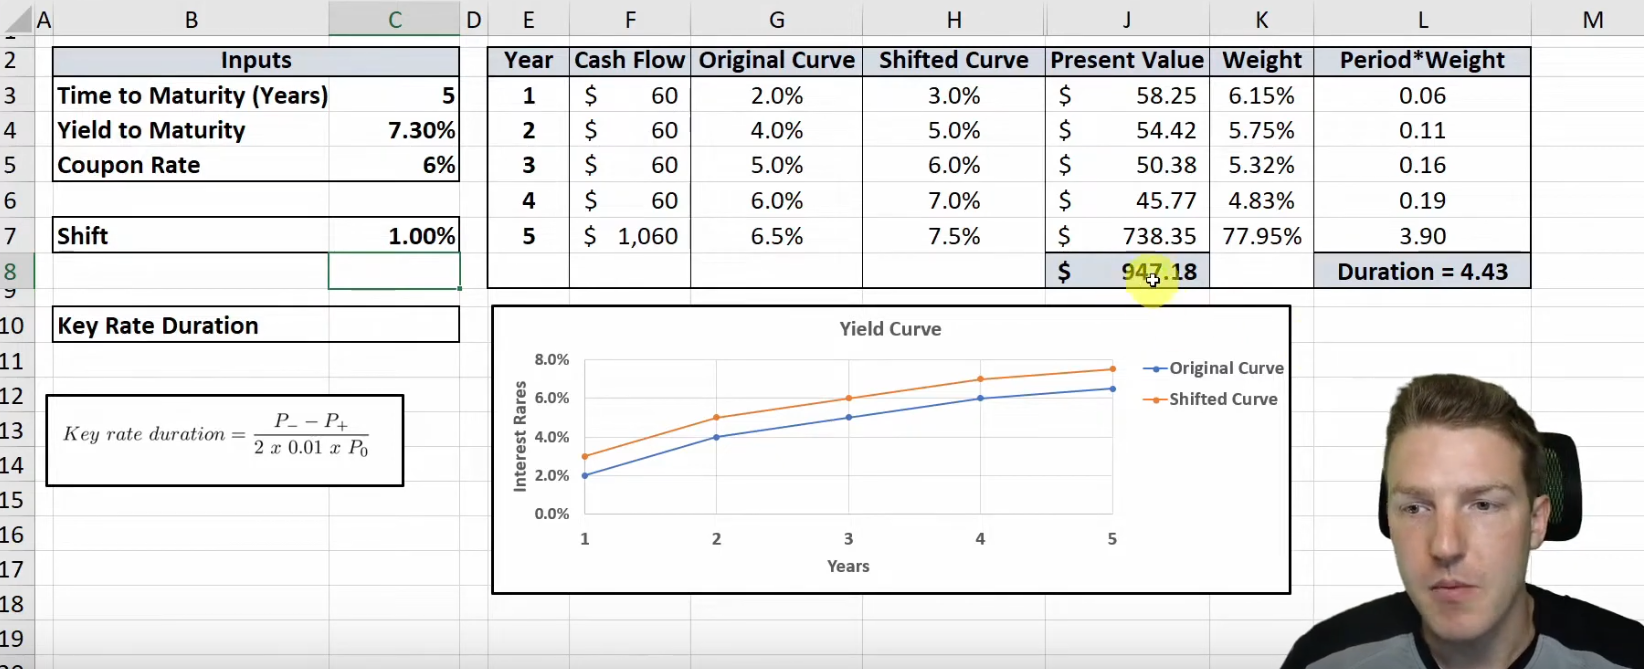 A B C D E F G H J K L M
2 Inputs Year Cash Flow Original Curve Shifted Curve Present Value Weight Period*Weight
3 Time to Maturity (Years) 5 1 $ 60 2.0% 3.0% $ 58.25 6.15% 0.06
4 Yield to Maturity 7.30% 2 $ 60 4.0% 5.0% $ 54.42 5.75% 0.11
5 Coupon Rate 6% 3 $ 60 5.0% 6.0% $ 50.38 5.32% 0.16
6 4 $ 60 6.0% 7.0% $ 45.77 4.83% 0.19
7 Shift 1.00% 5 $ 1,060 6.5% 7.5% $ 738.35 77.95% 3.90
8 $ 947.18 Duration = 4.43
9
10 Key Rate Duration
11
12
13
14
15
16
17
18
19
Key rate duration = P_ − P+ / 2 x 0.01 x P0
Yield Curve
8.0%
6.0%
4.0%
2.0%
0.0%
Interest Rares
1 2 3 4 5
Years
Original Curve
Shifted Curve